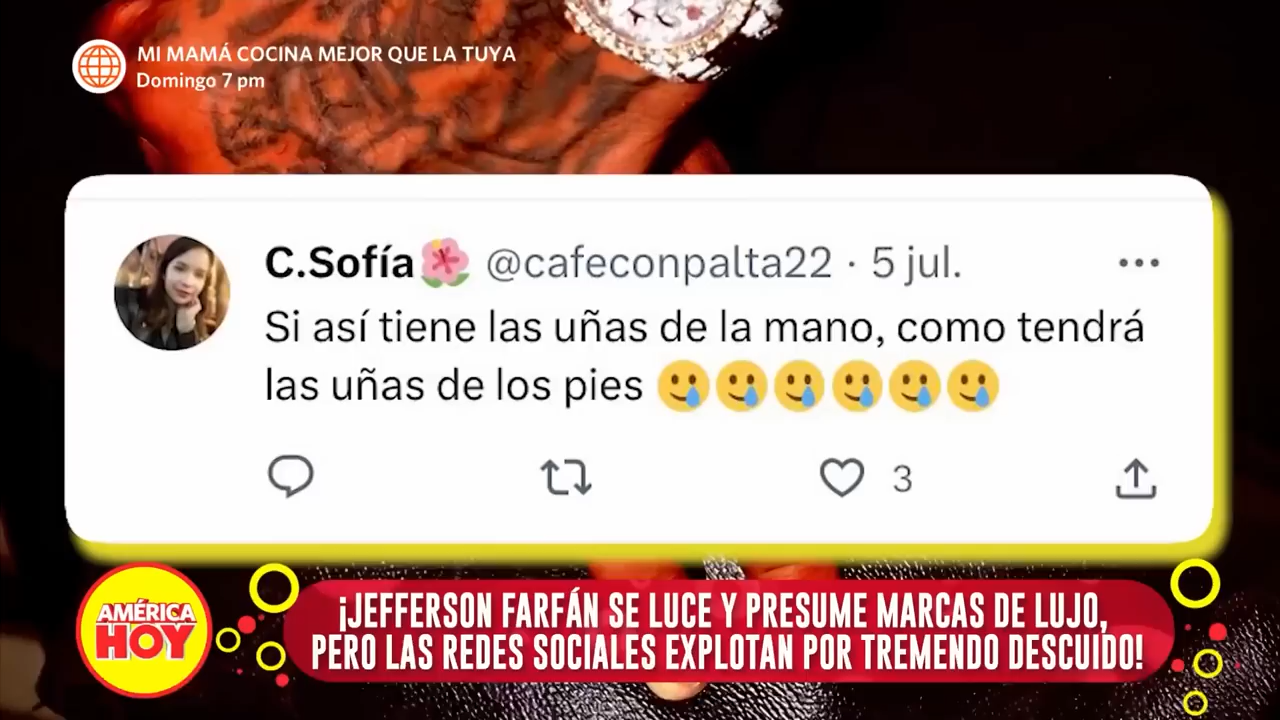 MI MAMÁ COCINA MEJOR QUE LA TUYA
Domingo 7 pm
C.Sofía🌺 @cafeconpalta22 · 5 jul.
Si así tiene las uñas de la mano, como tendrá
las uñas de los pies 🥲🥲🥲🥲🥲🥲
3
AMÉRICA
HOY
¡JEFFERSON FARFÁN SE LUCE Y PRESUME MARCAS DE LUJO,
PERO LAS REDES SOCIALES EXPLOTAN POR TREMENDO DESCUIDO!